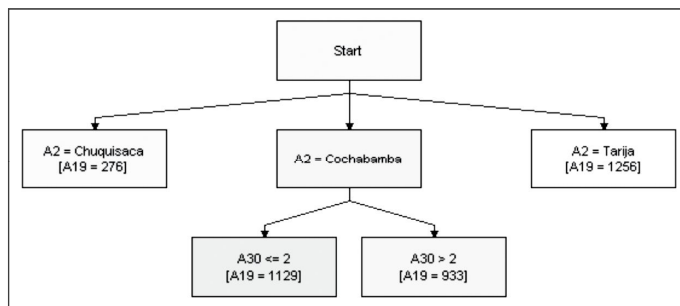 Start
A2 = Chuquisaca
[A19 = 276]
A2 = Cochabamba
A2 = Tarija
[A19 = 1256]
A30 <= 2
[A19 = 1129]
A30 > 2
[A19 = 933]